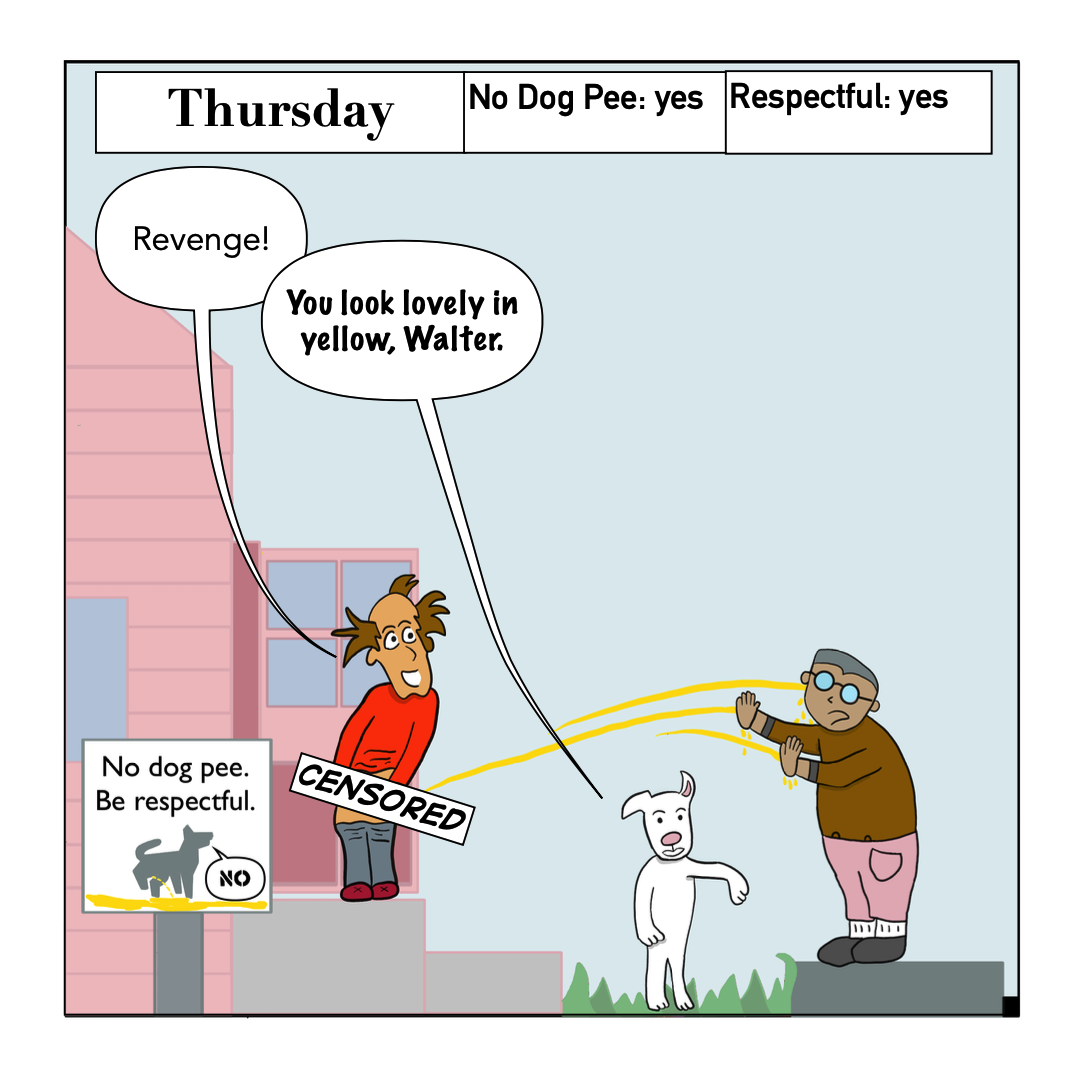 Thursday
No Dog Pee: yes
Respectful: yes
Revenge!
You look lovely in
yellow, Walter.
CENSORED
No dog pee.
Be respectful.
NO